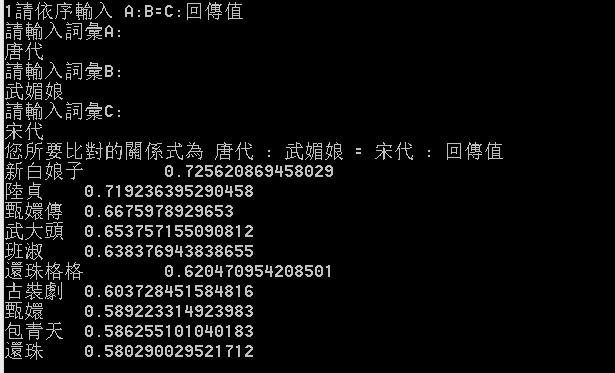 1請依序輸入 A:B=C:回傳值
請輸入詞彙A:
唐代
請輸入詞彙B:
武媚娘
請輸入詞彙C:
宋代
您所要比對的關係式為 唐代 : 武媚娘 = 宋代 : 回傳值
新白娘子 0.725620869458029
陸貞 0.719236395290458
甄嬛傳 0.6675978929653
武大頭 0.653757155090812
班淑 0.638376943838655
還珠格格 0.620470954208501
古裝劇 0.603728451584816
甄嬛 0.589223314923983
包青天 0.586255101040183
還珠 0.580290029521712